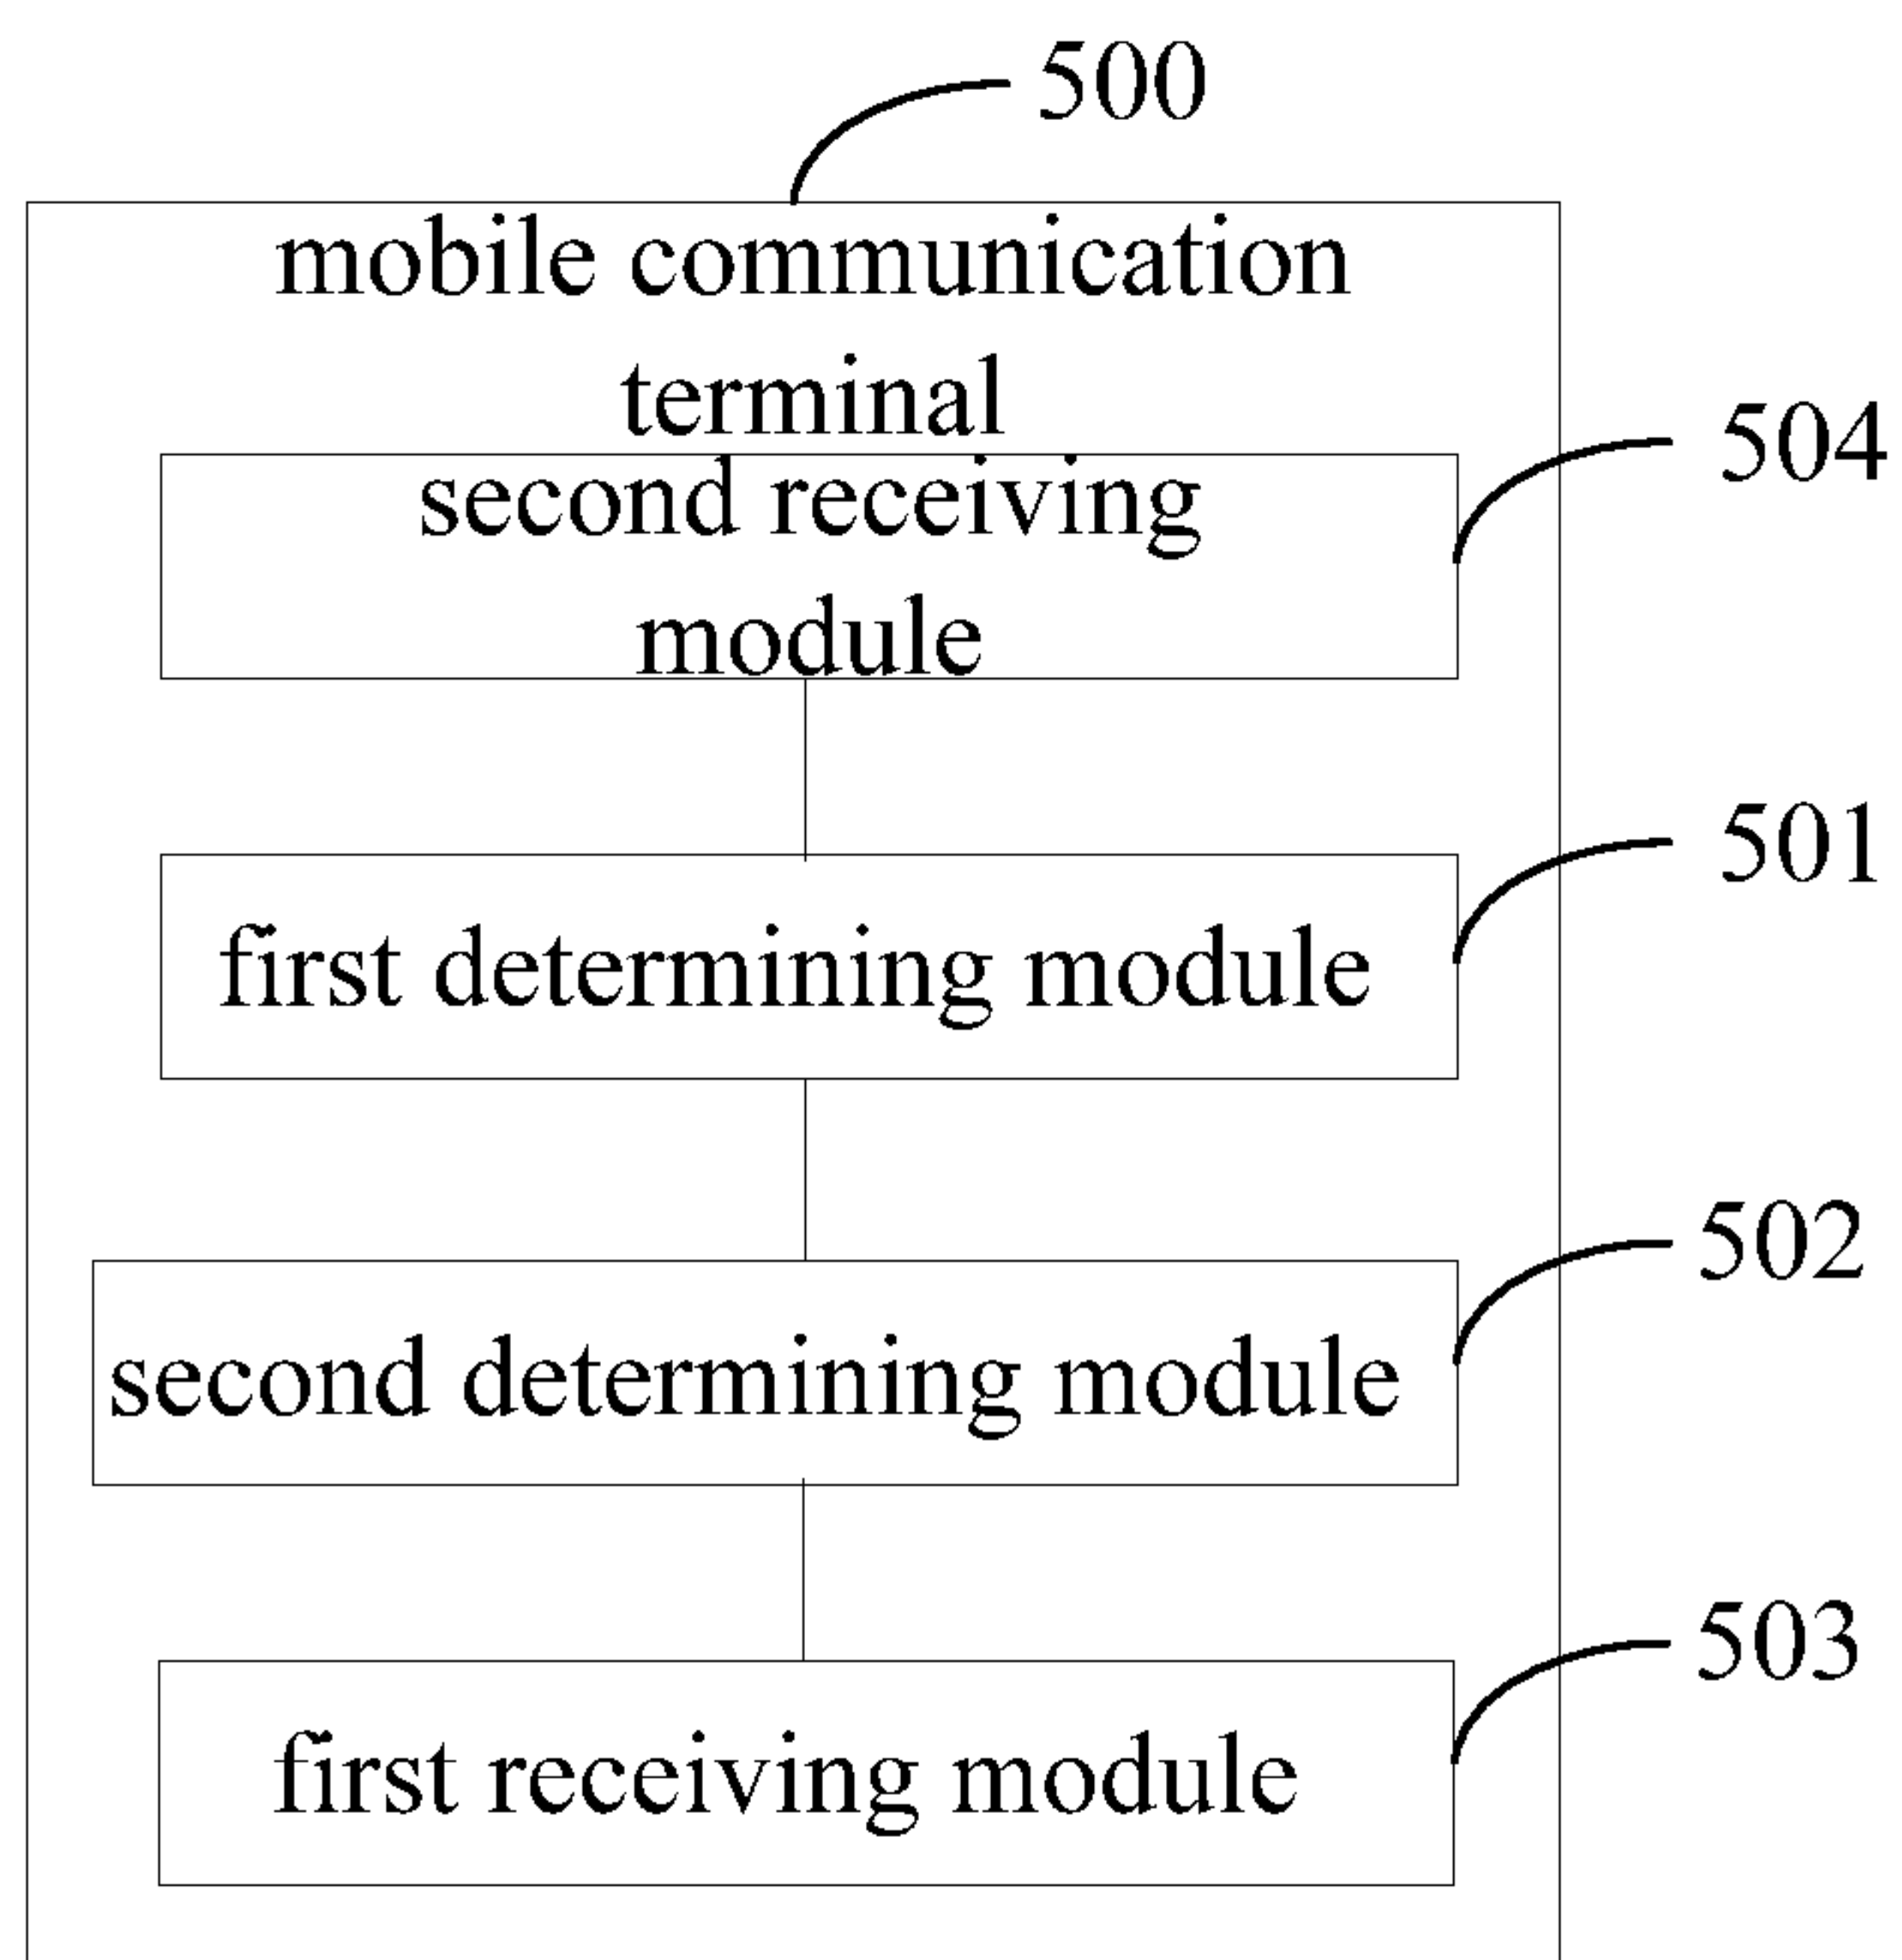 500
mobile communication
terminal
504
second receiving
module
501
first determining module
502
second determining module
503
first receiving module